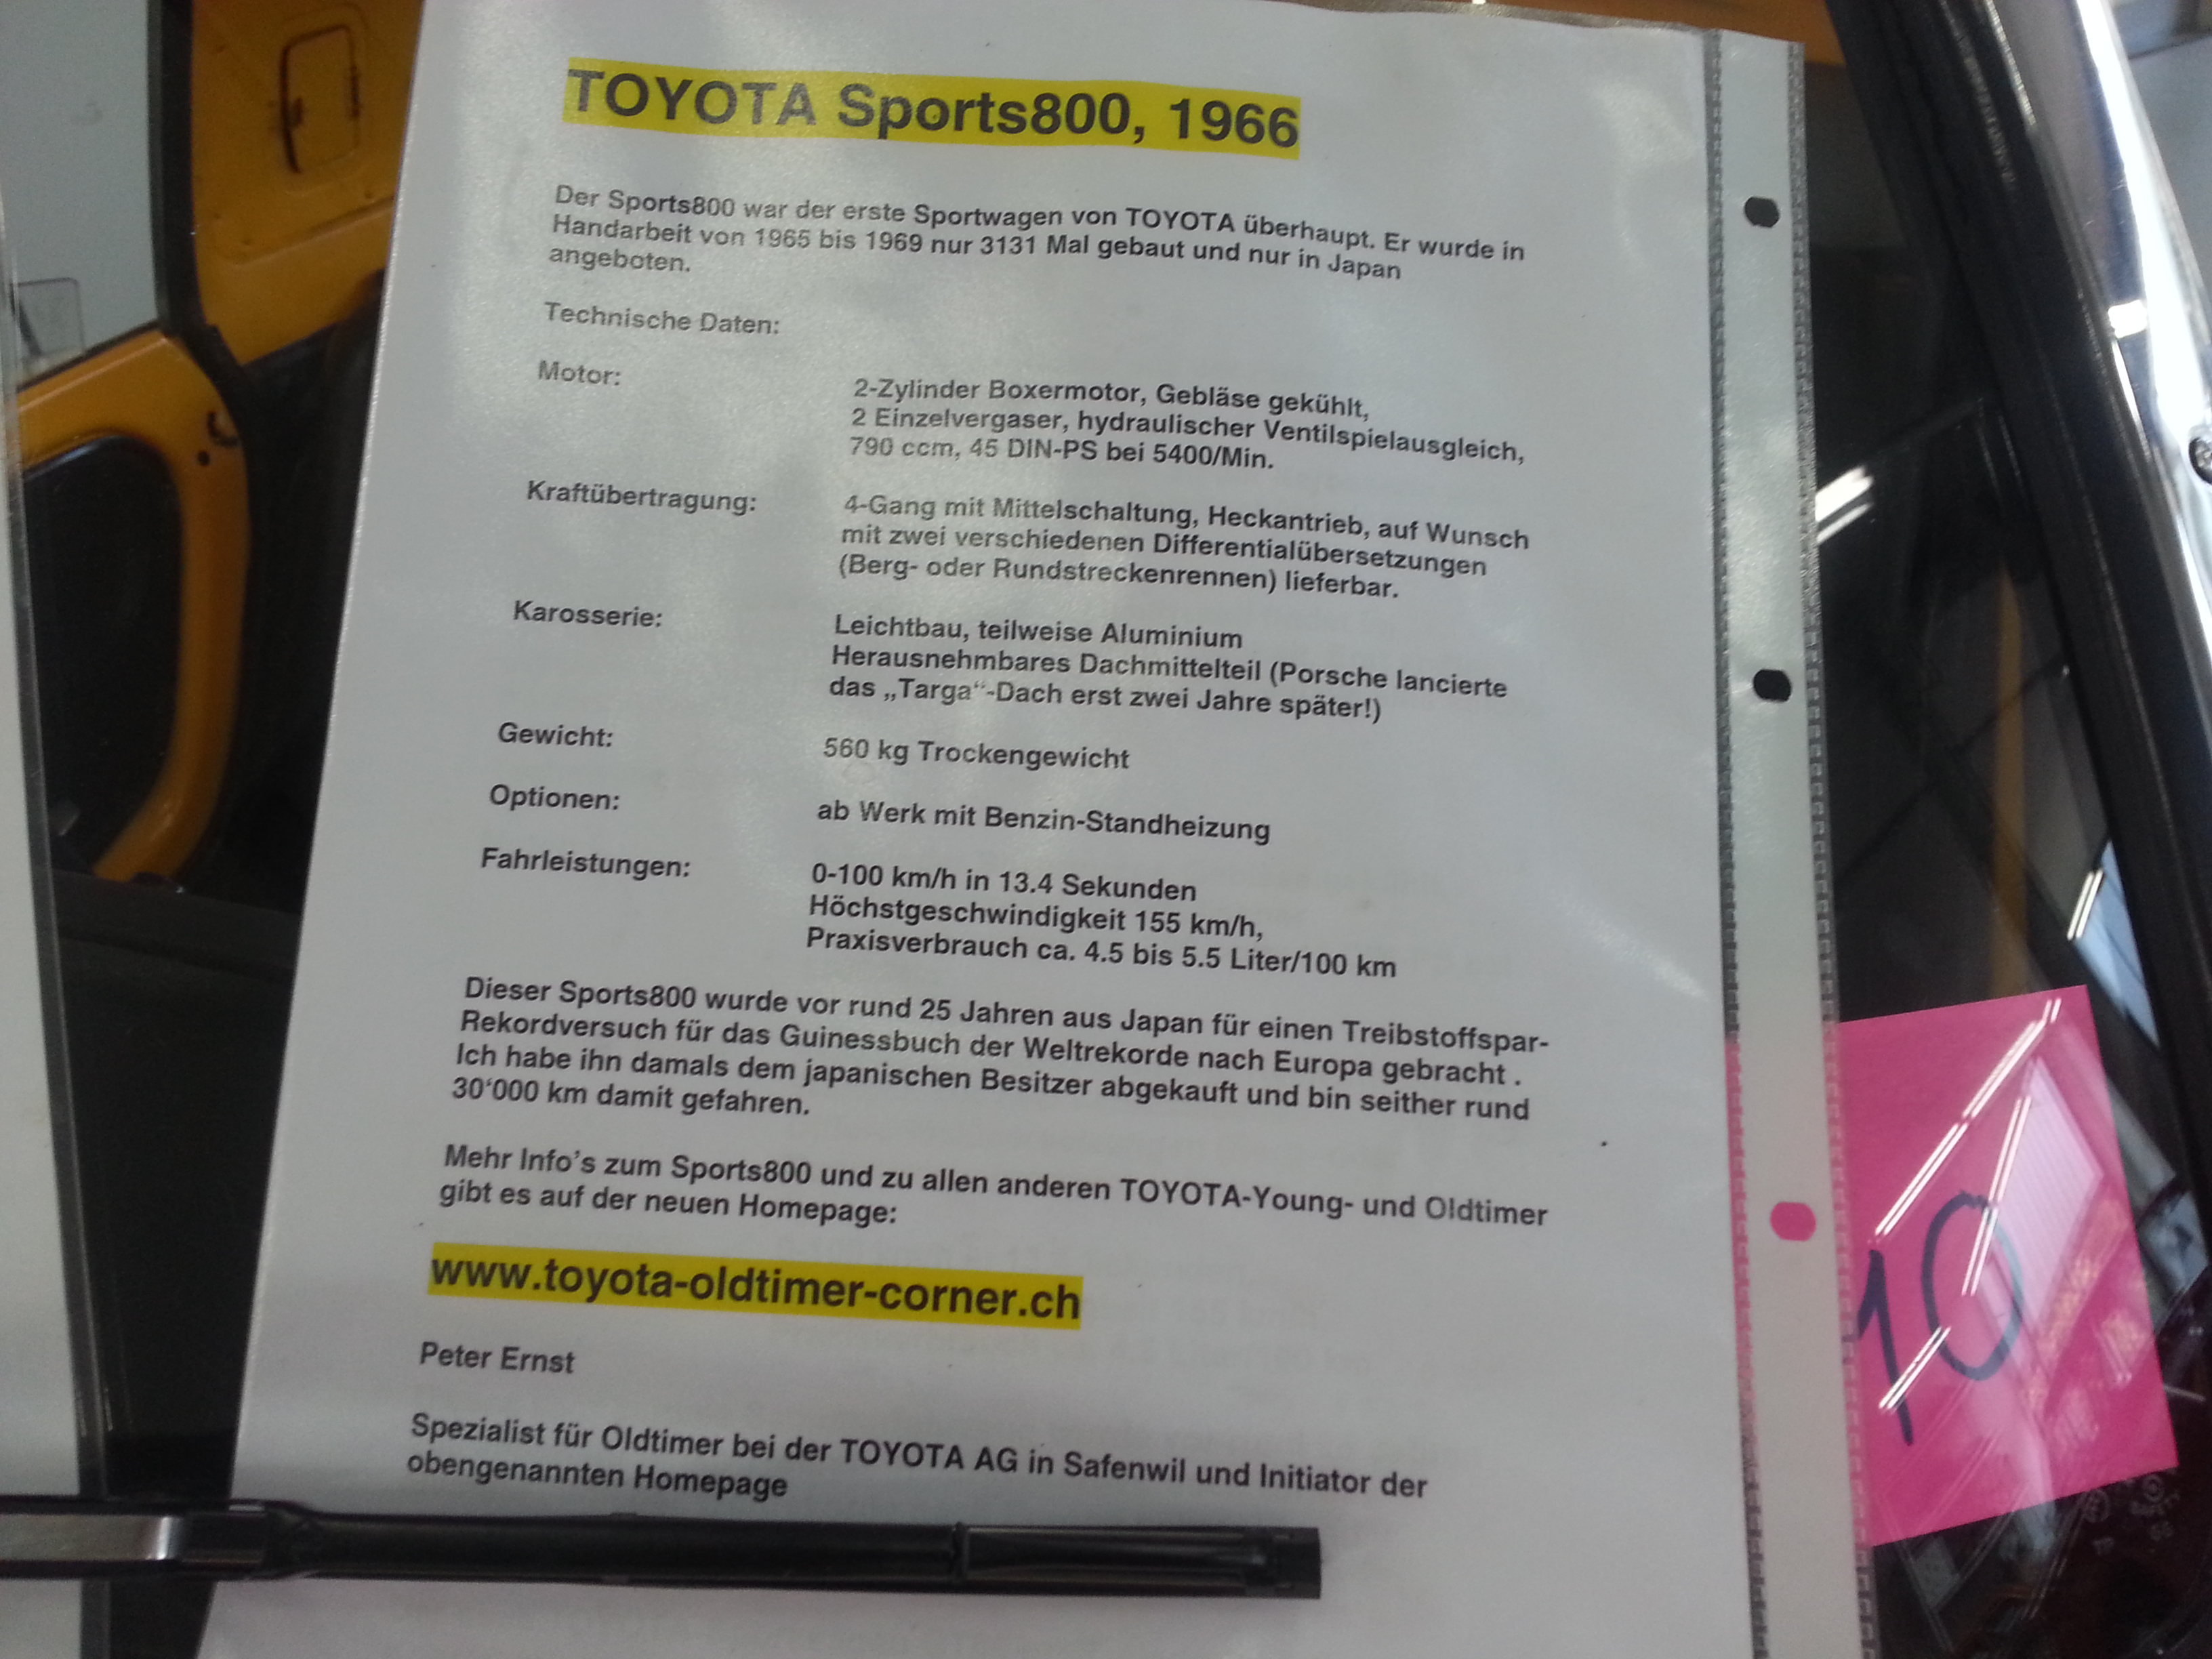 TOYOTA Sports800, 1966
Der Sports800 war der erste Sportwagen von TOYOTA überhaupt. Er wurde in
Handarbeit von 1965 bis 1969 nur 3131 Mal gebaut und nur in Japan
angeboten.
Technische Daten:
Motor: 2-Zylinder Boxermotor, Gebläse gekühlt,
2 Einzelvergaser, hydraulischer Ventilspielausgleich,
790 ccm, 45 DIN-PS bei 5400/Min.
Kraftübertragung: 4-Gang mit Mittelschaltung, Heckantrieb, auf Wunsch
mit zwei verschiedenen Differentialübersetzungen
(Berg- oder Rundstreckenrennen) lieferbar.
Karosserie: Leichtbau, teilweise Aluminium
Herausnehmbares Dachmittelteil (Porsche lancierte
das „Targa“-Dach erst zwei Jahre später!)
Gewicht: 560 kg Trockengewicht
Optionen: ab Werk mit Benzin-Standheizung
Fahrleistungen: 0-100 km/h in 13.4 Sekunden
Höchstgeschwindigkeit 155 km/h,
Praxisverbrauch ca. 4.5 bis 5.5 Liter/100 km
Dieser Sports800 wurde vor rund 25 Jahren aus Japan für einen Treibstoffspar-
Rekordversuch für das Guinessbuch der Weltrekorde nach Europa gebracht .
Ich habe ihn damals dem japanischen Besitzer abgekauft und bin seither rund
30‘000 km damit gefahren.
Mehr Info’s zum Sports800 und zu allen anderen TOYOTA-Young- und Oldtimer
gibt es auf der neuen Homepage:
www.toyota-oldtimer-corner.ch
Peter Ernst
Spezialist für Oldtimer bei der TOYOTA AG in Safenwil und Initiator der
obengenannten Homepage
10